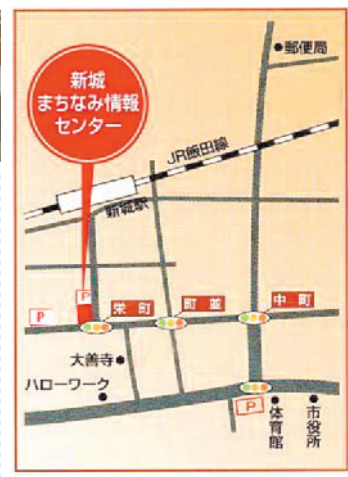 新城
まちなみ情報
センター
郵便局
JR飯田線
新城駅
P
P
栄町
町並
中町
大善寺
ハローワーク
P
体育館
市役所